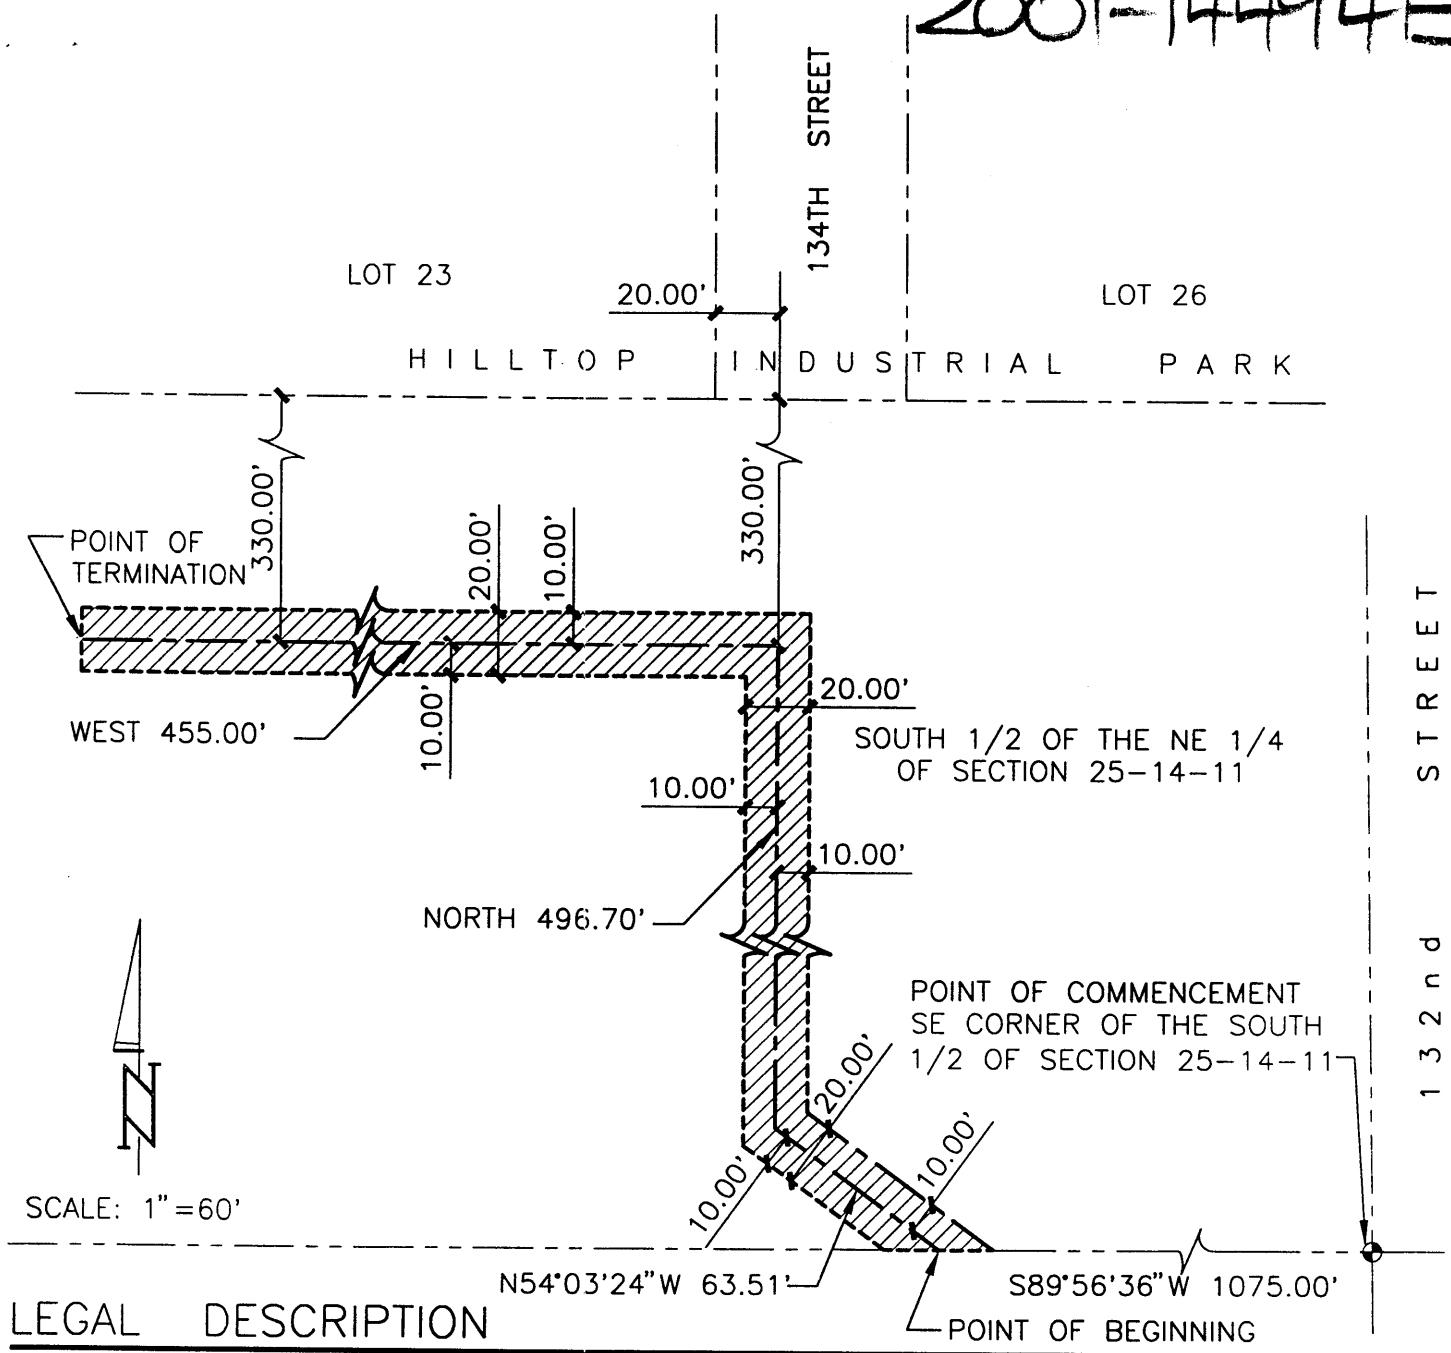 134TH STREET
LOT 23
20.00'
LOT 26
HILLTOP INDUSTRIAL PARK
330.00'
330.00'
POINT OF
TERMINATION
20.00'
10.00'
10.00'
WEST 455.00'
20.00'
SOUTH 1/2 OF THE NE 1/4
OF SECTION 25-14-11
10.00'
10.00'
NORTH 496.70'
132nd STREET
POINT OF COMMENCEMENT
SE CORNER OF THE SOUTH
1/2 OF SECTION 25-14-11
20.00'
10.00'
10.00'
N
SCALE: 1"=60'
N54°03'24"W 63.51'
S89°56'36"W 1075.00'
POINT OF BEGINNING
LEGAL DESCRIPTION